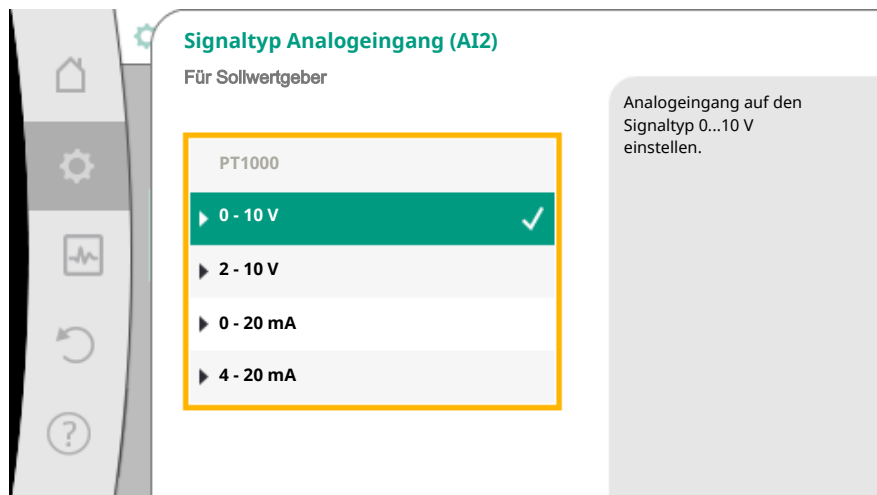 Signaltyp Analogeingang (AI2)
Für Sollwertgeber
PT1000
0 - 10 V
2 - 10 V
0 - 20 mA
4 - 20 mA
Analogeingang auf den
Signaltyp 0...10 V
einstellen.
?